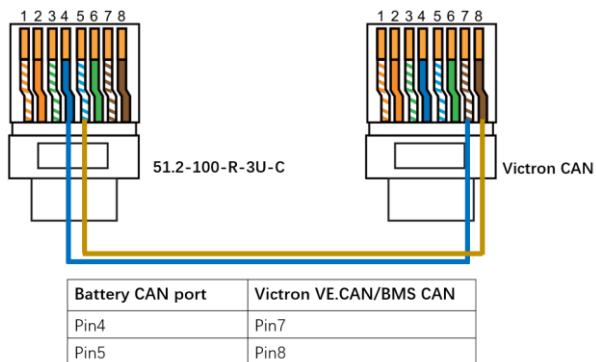 1 2 3 4 5 6 7 8
1 2 3 4 5 6 7 8
51.2-100-R-3U-C
Victron CAN
Battery CAN port Victron VE.CAN/BMS CAN
Pin4 Pin7
Pin5 Pin8